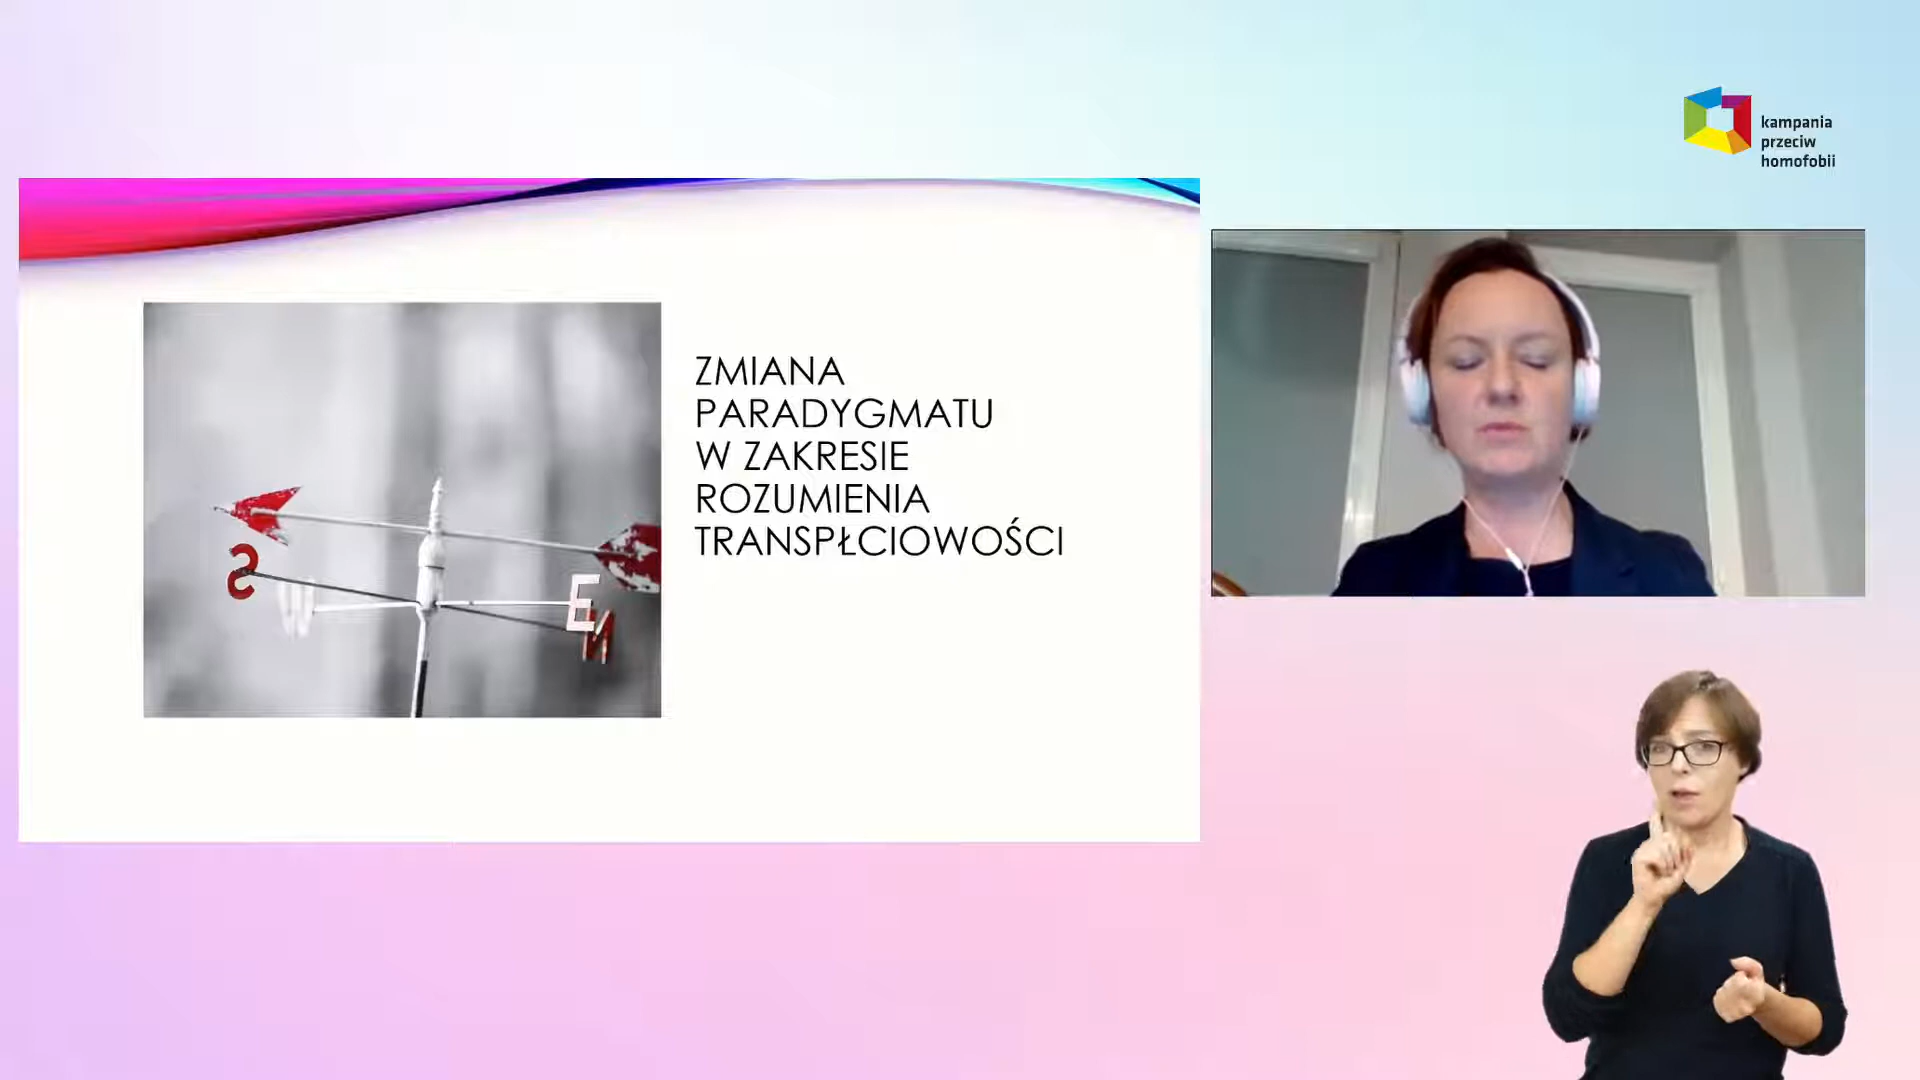 kampania
przeciw
homofobii
ZMIANA
PARADYGMATU
W ZAKRESIE
ROZUMIENIA
TRANSPŁCIOWOŚCI
S
W
E
N